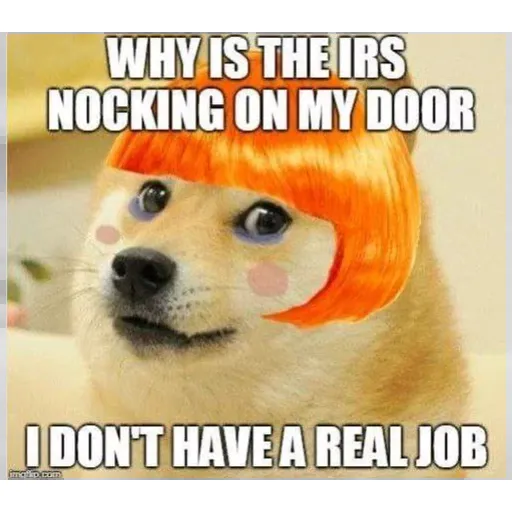 WHY IS THE IRS
NOCKING ON MY DOOR
I DON'T HAVE A REAL JOB
imgflip.com